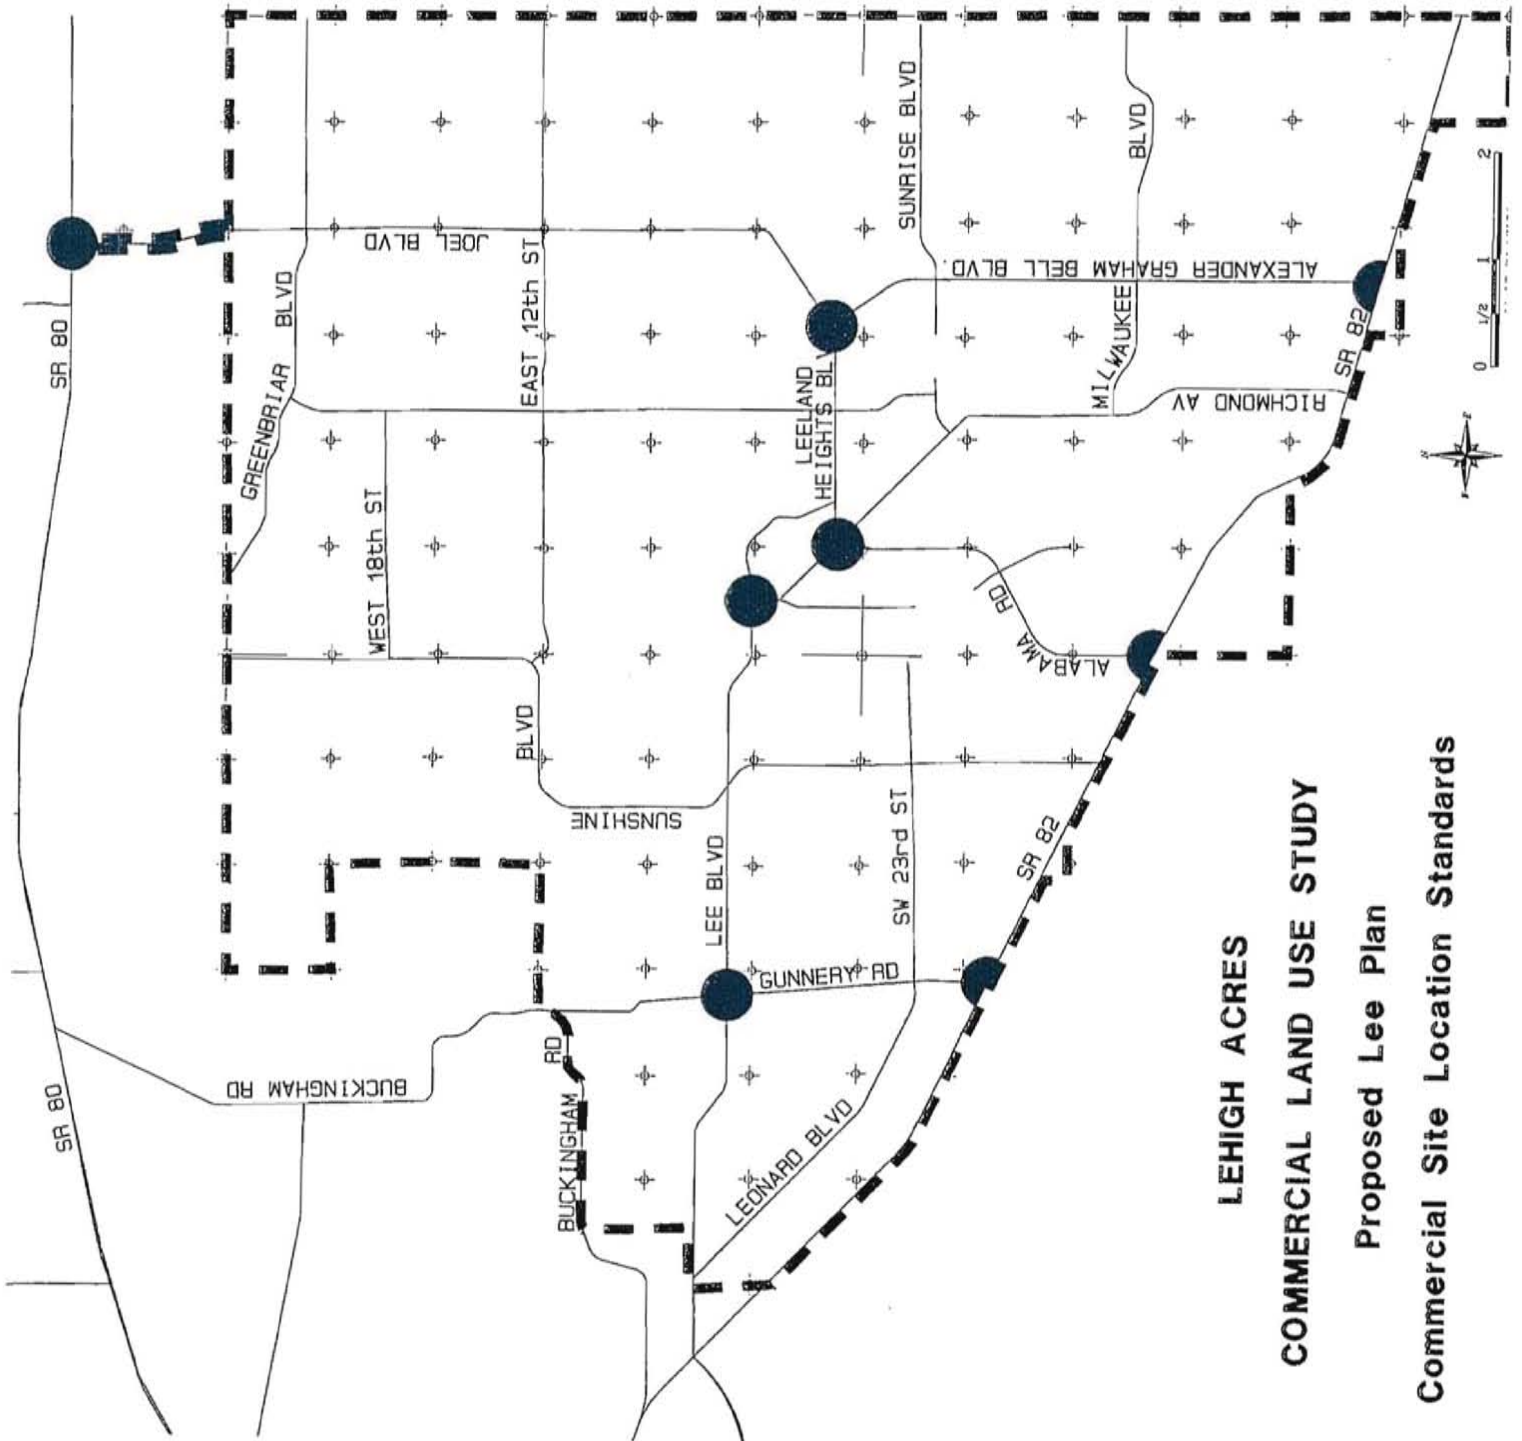 LEHIGH ACRES
COMMERCIAL LAND USE STUDY
Proposed Lee Plan
Commercial Site Location Standards
SR 80
SR 80
BUCKINGHAM RD
BUCKINGHAM
RD
GREENBRIAR
BLVD
WEST 18th ST
EAST 12th ST
JOEL BLVD
SUNSHINE
BLVD
LEE BLVD
GUNNERY RD
LEONARD BLVD
SW 23rd ST
LEELAND
HEIGHTS BL
SUNRISE BLVD
ALEXANDER GRAHAM BELL BLVD.
MILWAUKEE
BLVD
RICHMOND AV
ALABAMA
RD
SR 82
SR 82
0 1/2 1 2